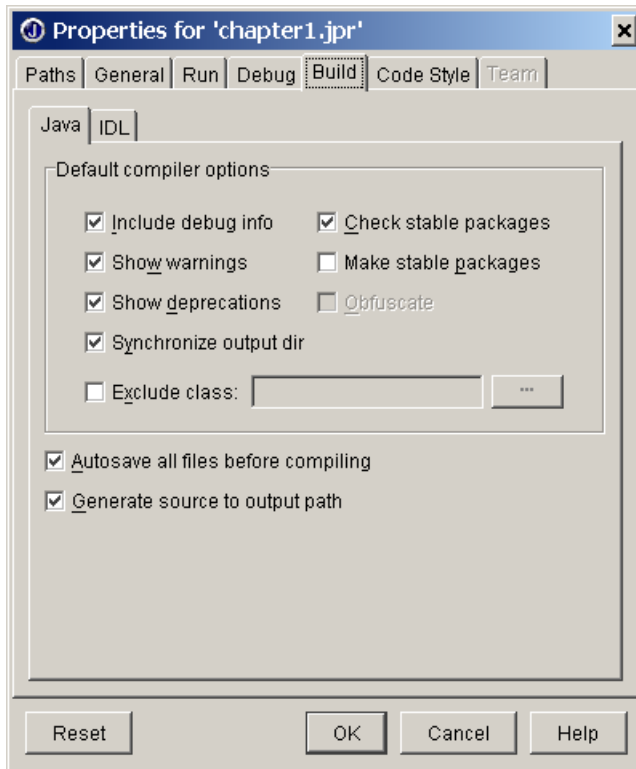 Properties for 'chapter1.jpr'
Paths General Run Debug Build Code Style Team
Java IDL
Default compiler options
Include debug info Check stable packages
Show warnings Make stable packages
Show deprecations Obfuscate
Synchronize output dir
Exclude class: ...
Autosave all files before compiling
Generate source to output path
Reset OK Cancel Help